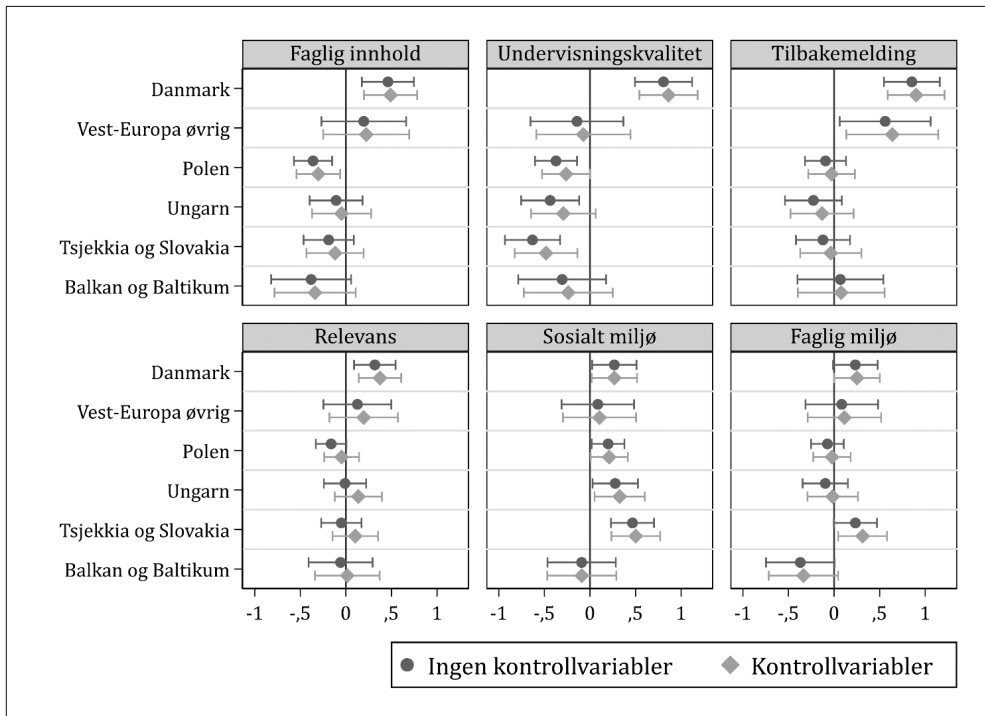 Faglig innhold Undervisningskvalitet Tilbakemelding
Danmark
Vest-Europa øvrig
Polen
Ungarn
Tsjekkia og Slovakia
Balkan og Baltikum
Relevans Sosialt miljø Faglig miljø
Danmark
Vest-Europa øvrig
Polen
Ungarn
Tsjekkia og Slovakia
Balkan og Baltikum
-1 -,5 0 ,5 1 -1 -,5 0 ,5 1 -1 -,5 0 ,5 1
Ingen kontrollvariabler Kontrollvariabler